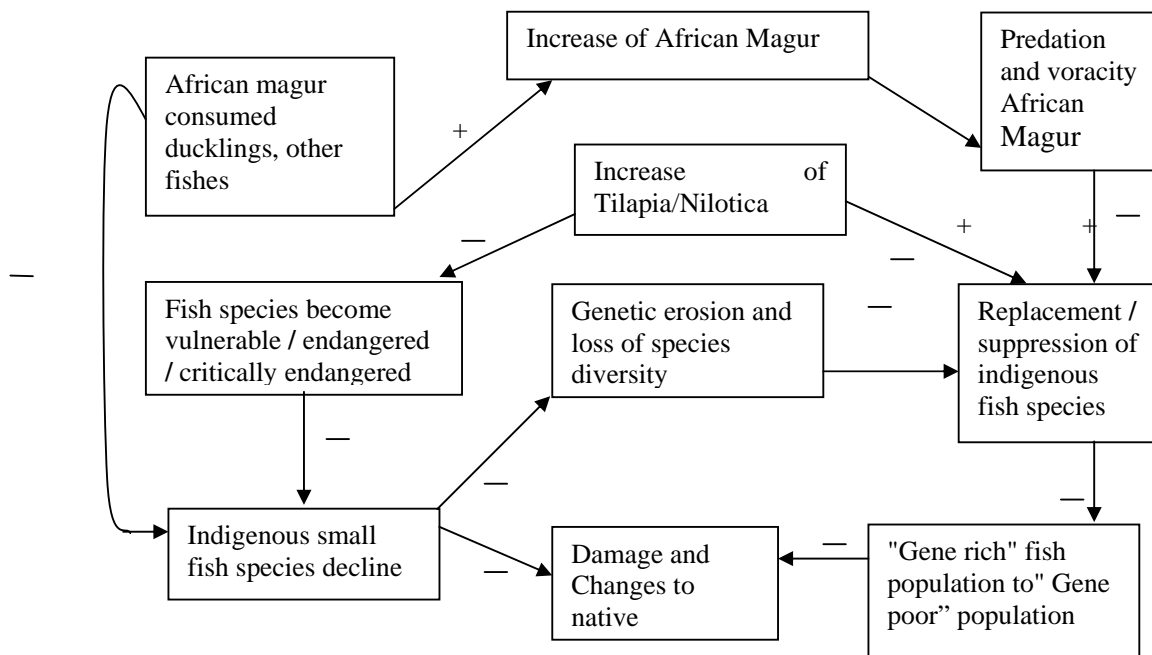 Increase of African Magur
Predation
and voracity
African
Magur
African magur
consumed
ducklings, other
fishes
+
Increase of
Tilapia/Nilotica
—
+
+
—
—
—
Fish species become
vulnerable / endangered
/ critically endangered
Genetic erosion and
loss of species
diversity
—
Replacement /
suppression of
indigenous
fish species
—
—
—
Indigenous small
fish species decline
—
Damage and
Changes to
native
—
"Gene rich" fish
population to" Gene
poor” population